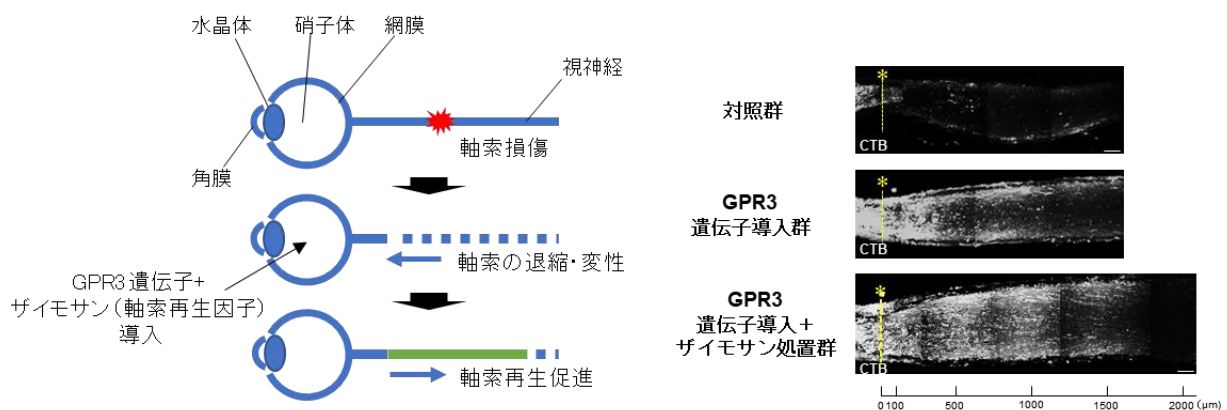 水晶体
硝子体
網膜
視神経
軸索損傷
角膜
GPR3遺伝子+
ザイモサン（軸索再生因子）
導入
軸索の退縮・変性
軸索再生促進
対照群
*
CTB
GPR3
遺伝子導入群
*
CTB
GPR3
遺伝子導入＋
ザイモサン処置群
*
CTB
0 100 500 1000 1500 2000 (μm)